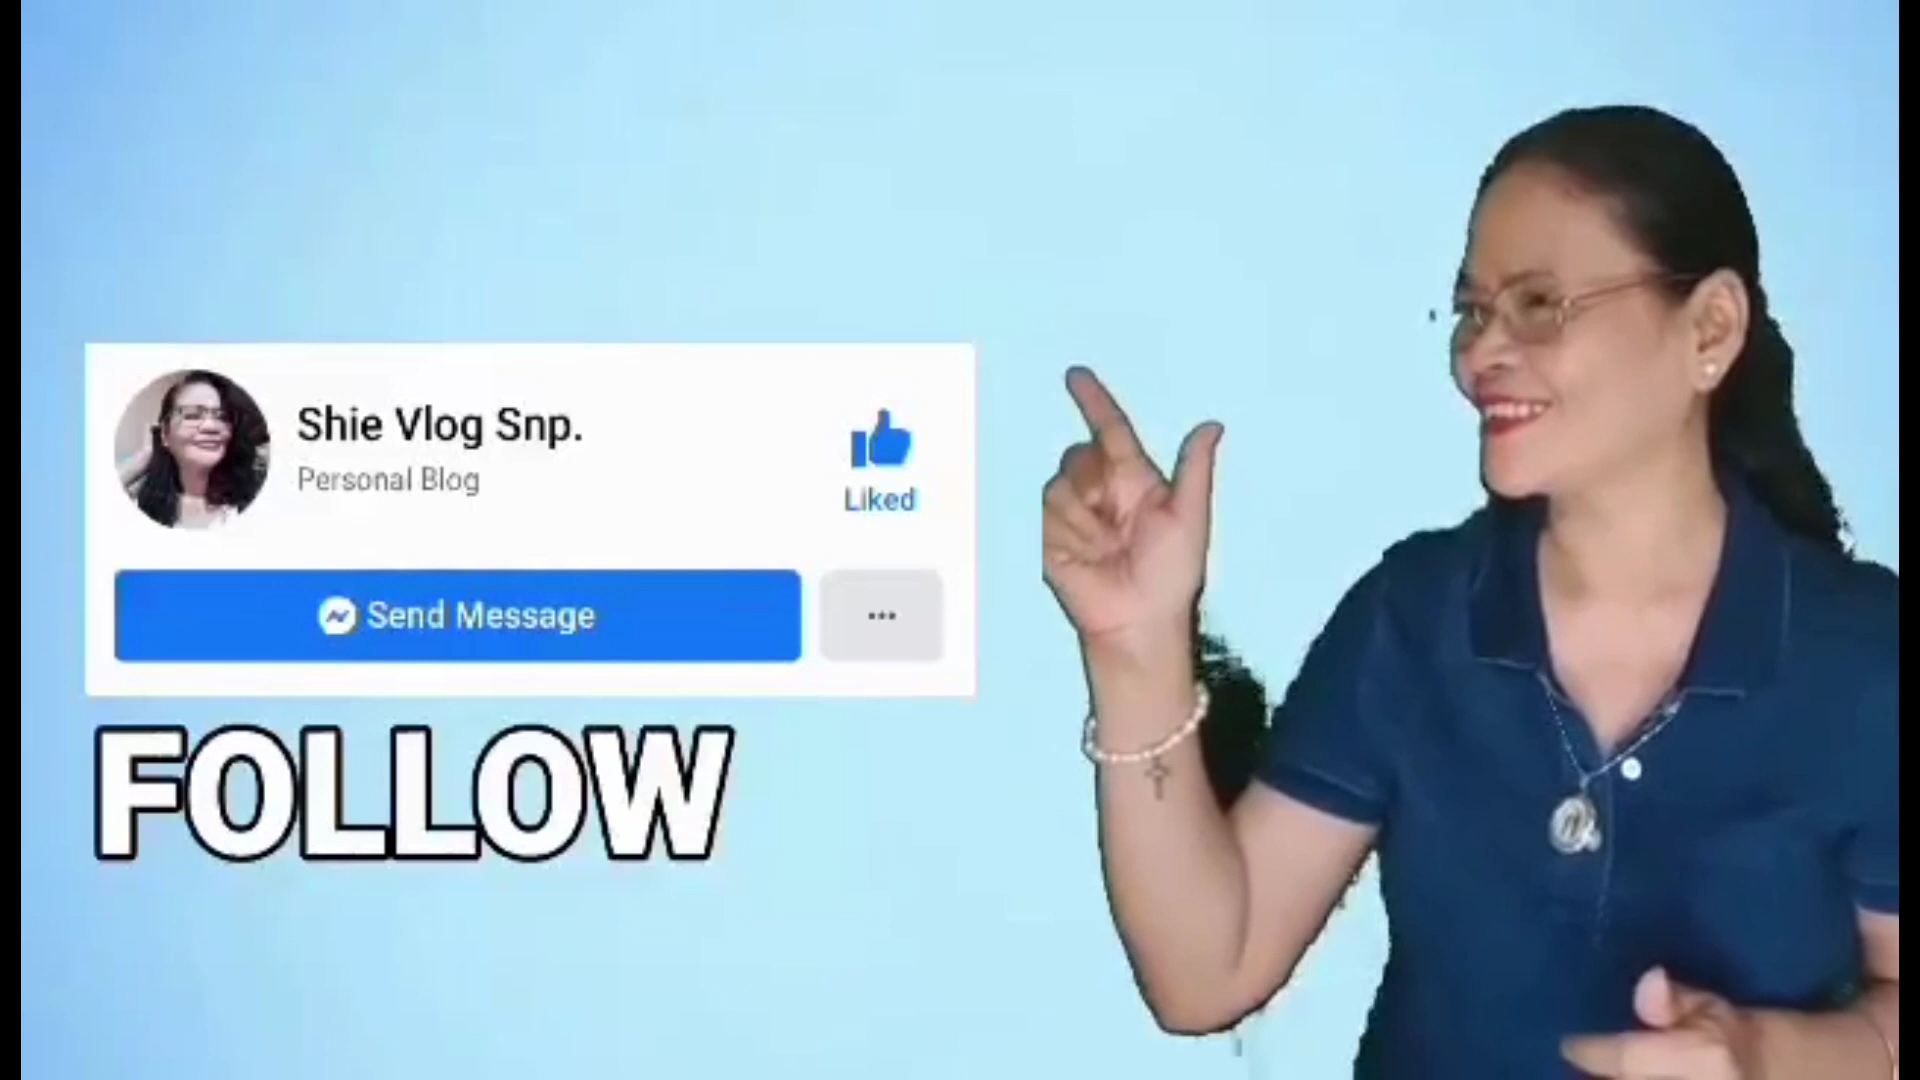 Shie Vlog Snp.
Personal Blog
Liked
Send Message
...
FOLLOW